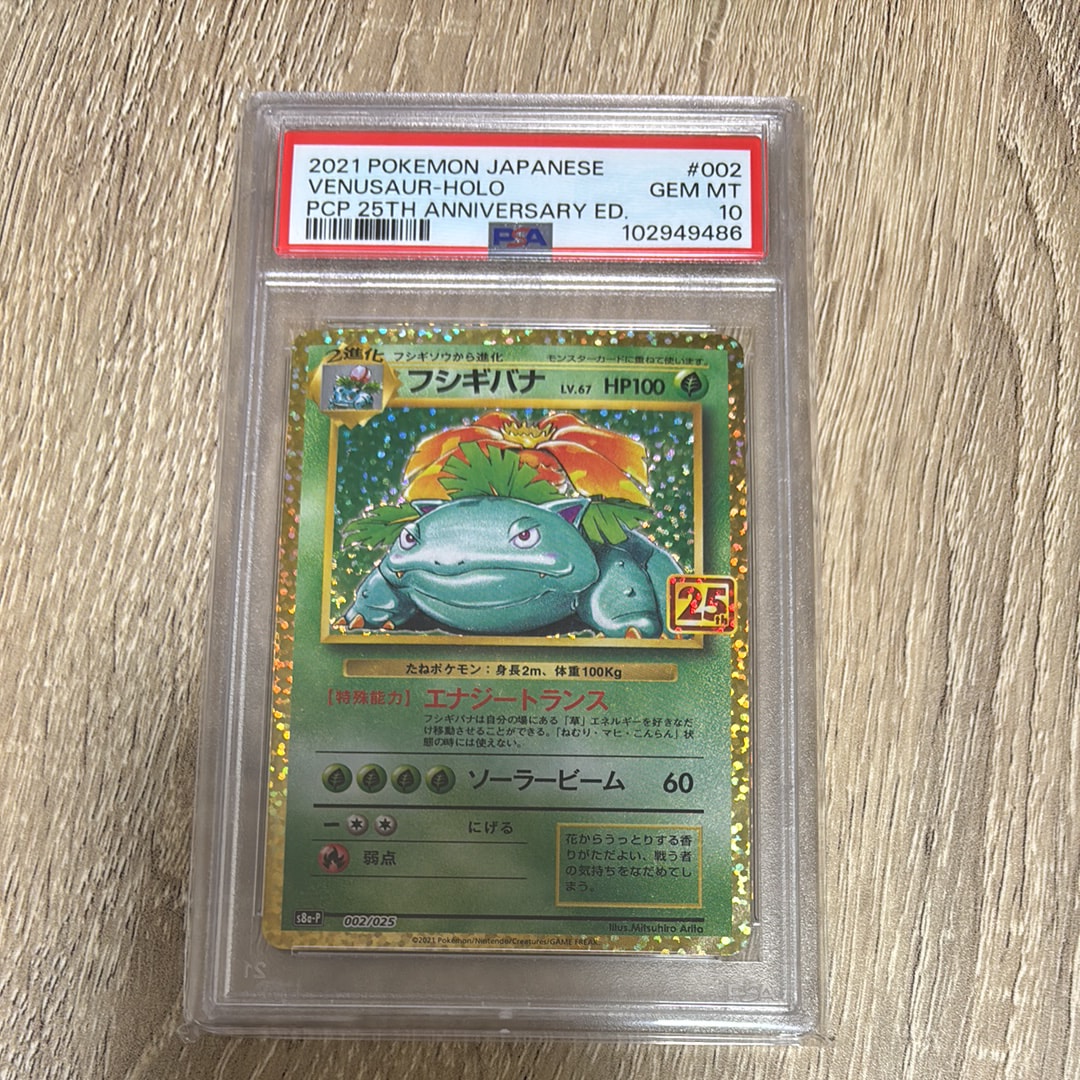 2021 POKEMON JAPANESE #002
VENUSAUR-HOLO GEM MT
PCP 25TH ANNIVERSARY ED. 10
PSA 102949486
2進化 フシギソウから進化 モンスターカードに重ねて使います。
フシギバナ LV.67 HP100
25th
たねポケモン：身長2m、体重100Kg
【特殊能力】エナジートランス
フシギバナは自分の場にある「草」エネルギーを好きなだ
け移動させることができる。「ねむり・マヒ・こんらん」状
態の時には使えない。
ソーラービーム 60
ー にげる
弱点
花からうっとりする香
りがただよい、戦う者
の気持ちをなだめてし
まう。
s8a-P 002/025 Illus.Mitsuhiro Arita
©2021 Pokémon/Nintendo/Creatures/GAME FREAK
PSA